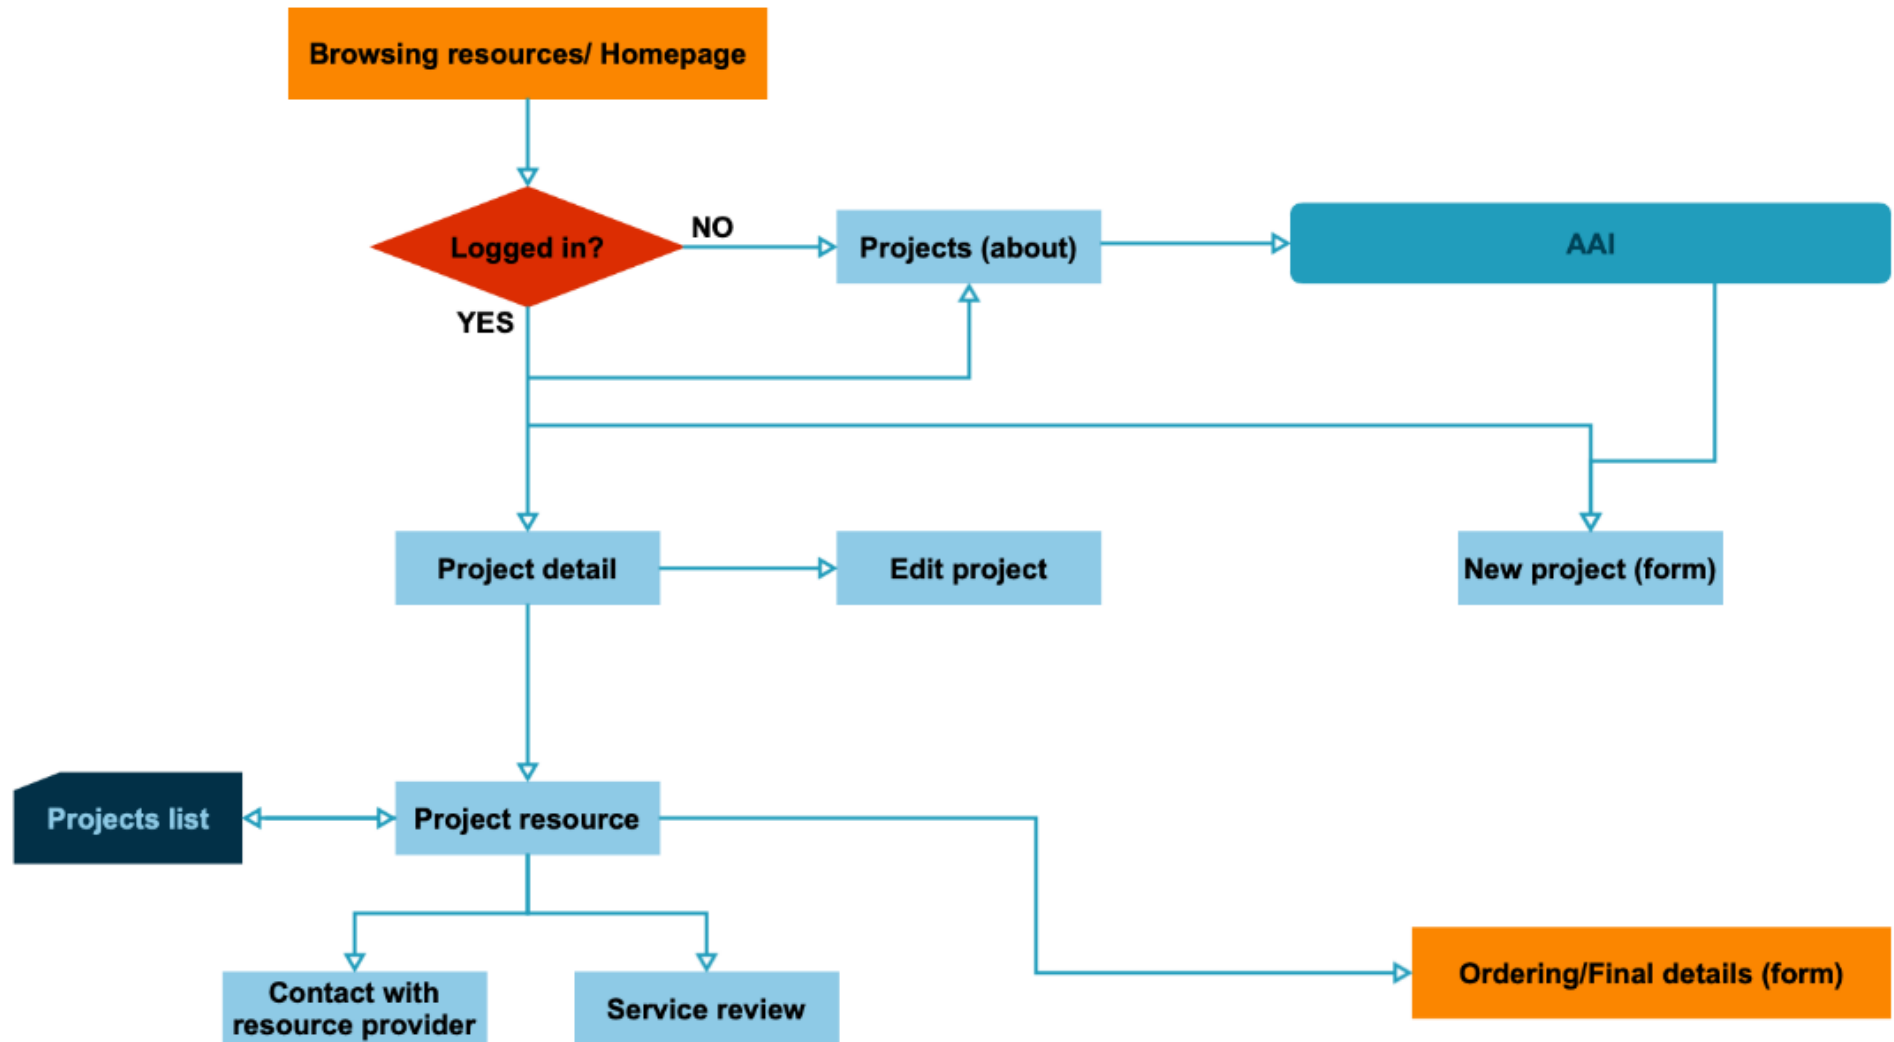 Browsing resources/ Homepage
Logged in?
NO
Projects (about)
AAI
YES
Project detail
Edit project
New project (form)
Projects list
Project resource
Contact with
resource provider
Service review
Ordering/Final details (form)